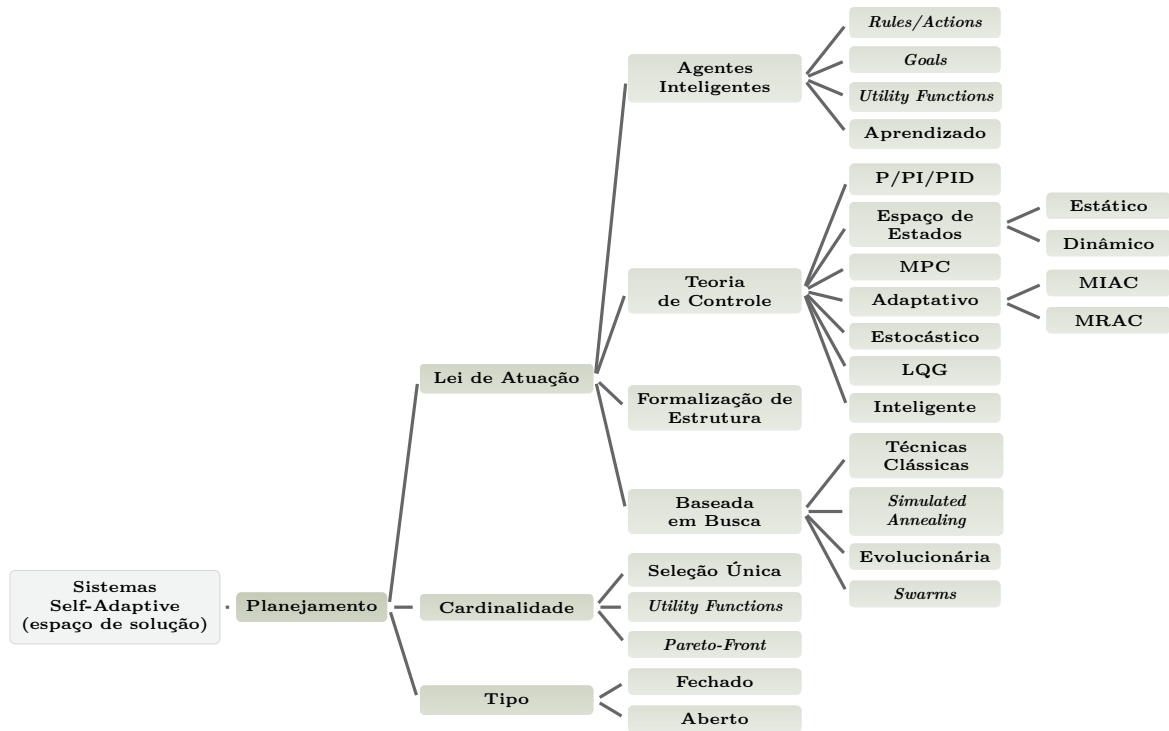 Sistemas
Self-Adaptive
(espaço de solução)
Planejamento
Lei de Atuação
Agentes
Inteligentes
Rules/Actions
Goals
Utility Functions
Aprendizado
Teoria
de Controle
P/PI/PID
Espaço de
Estados
Estático
Dinâmico
MPC
Adaptativo
MIAC
MRAC
Estocástico
LQG
Inteligente
Formalização de
Estrutura
Baseada
em Busca
Técnicas
Clássicas
Simulated
Annealing
Evolucionária
Swarms
Cardinalidade
Seleção Única
Utility Functions
Pareto-Front
Tipo
Fechado
Aberto